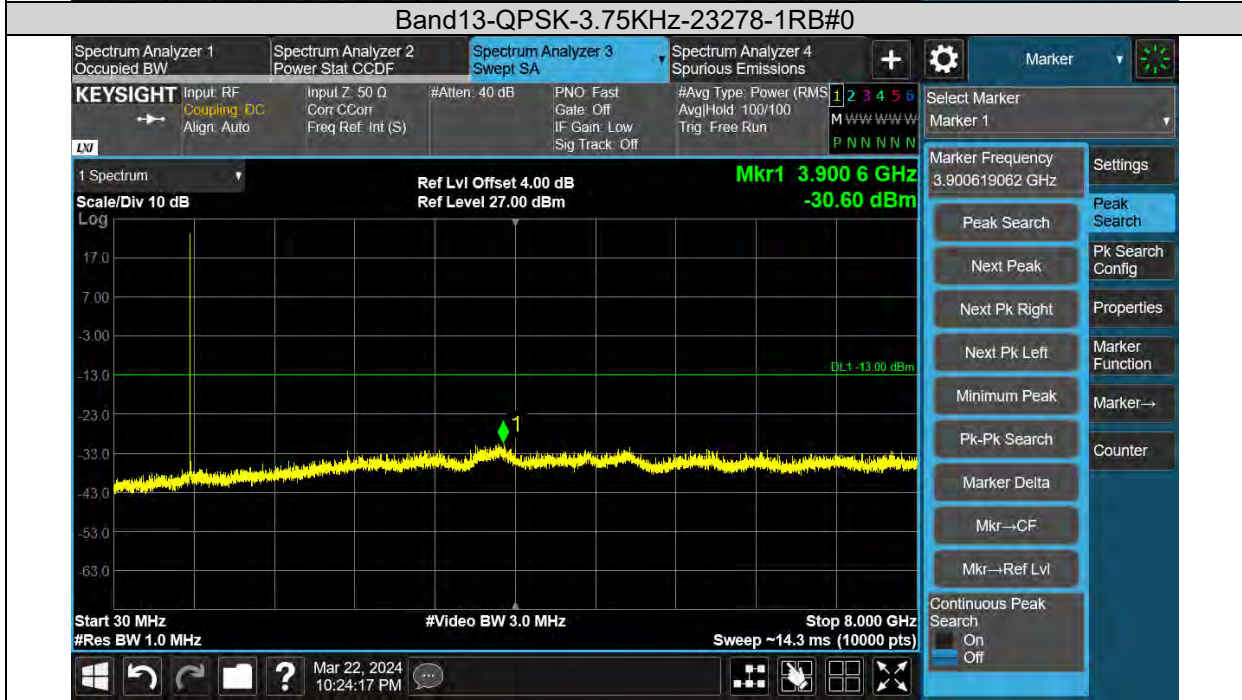 Band13-QPSK-3.75KHz-23278-1RB#0
Spectrum Analyzer 1
Occupied BW
Spectrum Analyzer 2
Power Stat CCDF
Spectrum Analyzer 3
Swept SA
Spectrum Analyzer 4
Spurious Emissions
+
Marker
KEYSIGHT
LXI
Input: RF
Coupling: DC
Align: Auto
Input Z: 50 Ω
Corr CCorr
Freq Ref: Int (S)
#Atten: 40 dB
PNO: Fast
Gate: Off
IF Gain: Low
Sig Track: Off
#Avg Type: Power (RMS
Avg|Hold: 100/100
Trig: Free Run
1 2 3 4 5 6
M W W W W W
P N N N N N
Select Marker
Marker 1
1 Spectrum
Scale/Div 10 dB
Log
Ref Lvl Offset 4.00 dB
Ref Level 27.00 dBm
Mkr1 3.900 6 GHz
-30.60 dBm
17.0
7.00
-3.00
-13.0
-23.0
-33.0
-43.0
-53.0
-63.0
DL1 -13.00 dBm
1
Start 30 MHz
#Res BW 1.0 MHz
#Video BW 3.0 MHz
Stop 8.000 GHz
Sweep ~14.3 ms (10000 pts)
Marker Frequency
3.900619062 GHz
Peak Search
Next Peak
Next Pk Right
Next Pk Left
Minimum Peak
Pk-Pk Search
Marker Delta
Mkr→CF
Mkr→Ref Lvl
Continuous Peak
Search
On
Off
Settings
Peak
Search
Pk Search
Config
Properties
Marker
Function
Marker→
Counter
?
Mar 22, 2024
10:24:17 PM